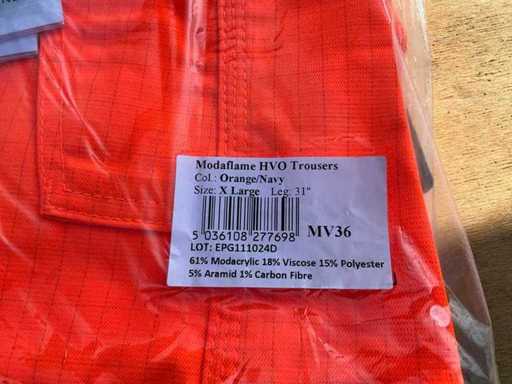 Modaflame HVO Trousers
Col.: Orange/Navy
Size: X Large Leg: 31"
5 036108 277698 MV36
LOT: EPG111024D
61% Modacrylic 18% Viscose 15% Polyester
5% Aramid 1% Carbon Fibre